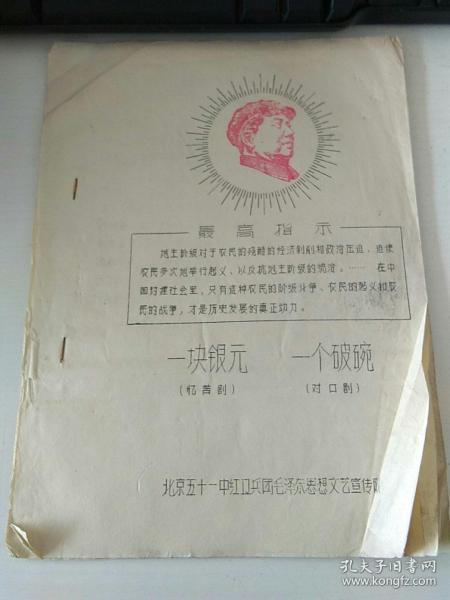 最高指示
地主阶级对于农民的残酷的经济剥削和政治压迫，迫使
农民多次地举行起义，以反抗地主阶级的统治。……在中
国封建社会里，只有这种农民的阶级斗争、农民的起义和农
民的战争，才是历史发展的真正动力。
一块银元 一个破碗
(忆苦剧) (对口剧)
北京五十一中红卫兵团毛泽东思想文艺宣传队
孔夫子旧书网
www.kongfz.com